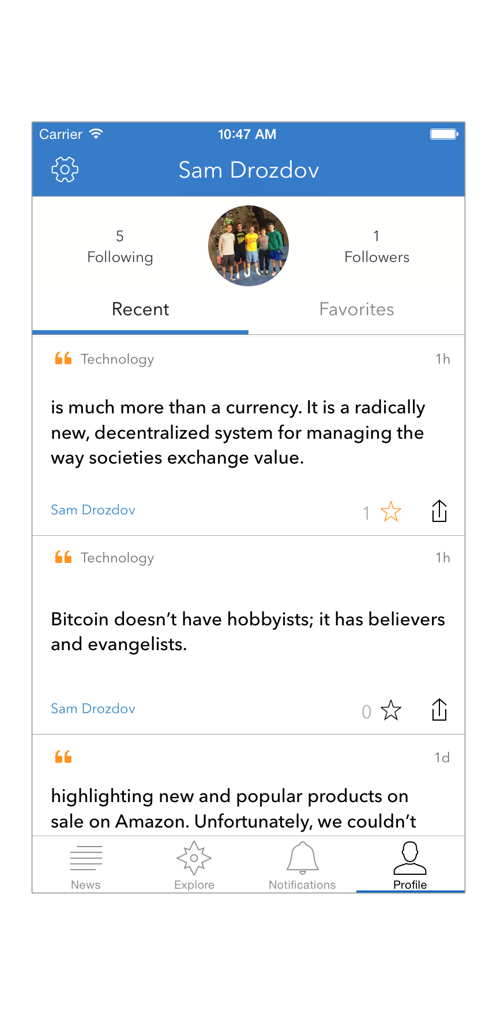 Carrier 10:47 AM
Sam Drozdov
5 1
Following Followers
Recent Favorites
Technology 1h
is much more than a currency. It is a radically
new, decentralized system for managing the
way societies exchange value.
Sam Drozdov 1
Technology 1h
Bitcoin doesn’t have hobbyists; it has believers
and evangelists.
Sam Drozdov 0
1d
highlighting new and popular products on
sale on Amazon. Unfortunately, we couldn’t
News Explore Notifications Profile